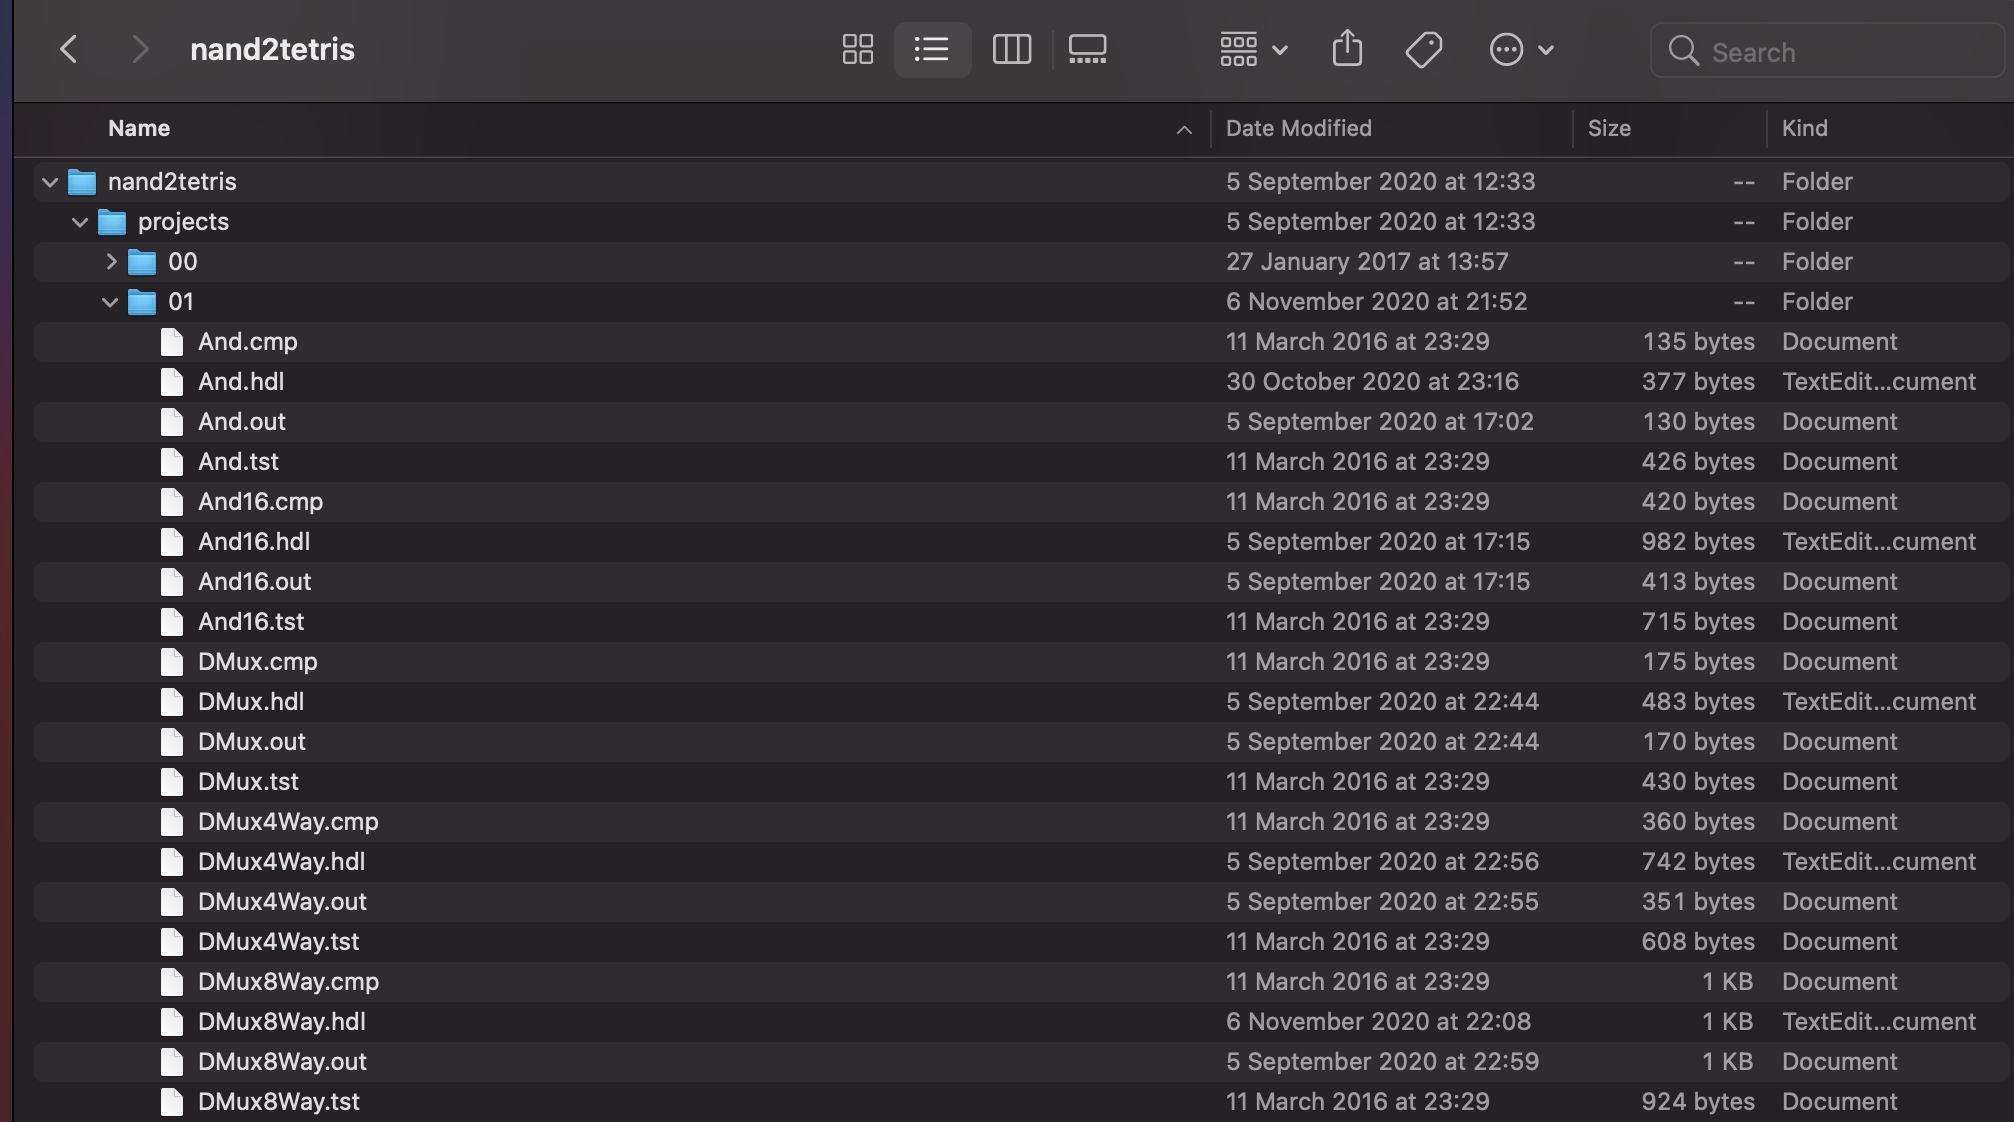 nand2tetris
Search
Name Date Modified Size Kind
nand2tetris 5 September 2020 at 12:33 -- Folder
projects 5 September 2020 at 12:33 -- Folder
00 27 January 2017 at 13:57 -- Folder
01 6 November 2020 at 21:52 -- Folder
And.cmp 11 March 2016 at 23:29 135 bytes Document
And.hdl 30 October 2020 at 23:16 377 bytes TextEdit...cument
And.out 5 September 2020 at 17:02 130 bytes Document
And.tst 11 March 2016 at 23:29 426 bytes Document
And16.cmp 11 March 2016 at 23:29 420 bytes Document
And16.hdl 5 September 2020 at 17:15 982 bytes TextEdit...cument
And16.out 5 September 2020 at 17:15 413 bytes Document
And16.tst 11 March 2016 at 23:29 715 bytes Document
DMux.cmp 11 March 2016 at 23:29 175 bytes Document
DMux.hdl 5 September 2020 at 22:44 483 bytes TextEdit...cument
DMux.out 5 September 2020 at 22:44 170 bytes Document
DMux.tst 11 March 2016 at 23:29 430 bytes Document
DMux4Way.cmp 11 March 2016 at 23:29 360 bytes Document
DMux4Way.hdl 5 September 2020 at 22:56 742 bytes TextEdit...cument
DMux4Way.out 5 September 2020 at 22:55 351 bytes Document
DMux4Way.tst 11 March 2016 at 23:29 608 bytes Document
DMux8Way.cmp 11 March 2016 at 23:29 1 KB Document
DMux8Way.hdl 6 November 2020 at 22:08 1 KB TextEdit...cument
DMux8Way.out 5 September 2020 at 22:59 1 KB Document
DMux8Way.tst 11 March 2016 at 23:29 924 bytes Document